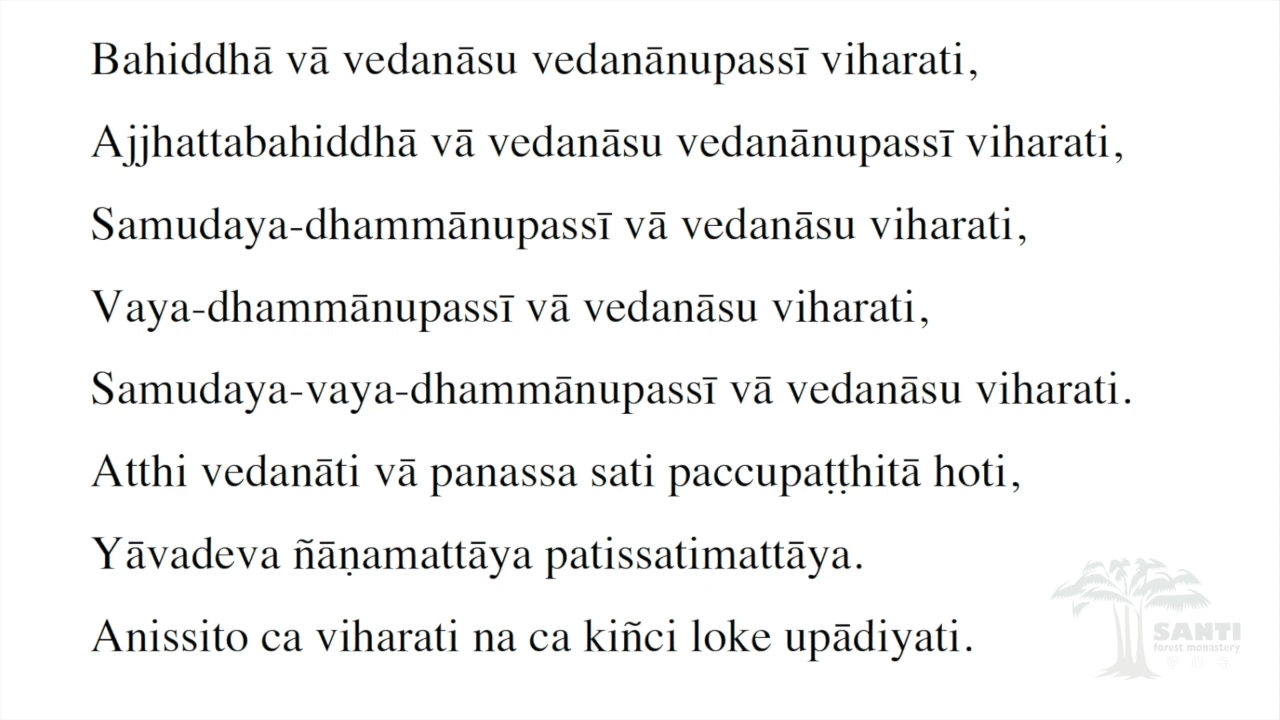 Bahiddhā vā vedanāsu vedanānupassī viharati,
Ajjhattabahiddhā vā vedanāsu vedanānupassī viharati,
Samudaya-dhammānupassī vā vedanāsu viharati,
Vaya-dhammānupassī vā vedanāsu viharati,
Samudaya-vaya-dhammānupassī vā vedanāsu viharati.
Atthi vedanāti vā panassa sati paccupaṭṭhitā hoti,
Yāvadeva ñāṇamattāya patissatimattāya.
Anissito ca viharati na ca kiñci loke upādiyati.
SANTI
forest monastery